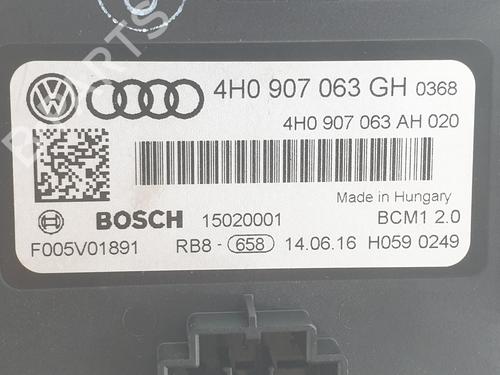 4H0 907 063 GH 0368
4H0 907 063 AH 020
Made in Hungary
BOSCH 15020001 BCM1 2.0
F005V01891 RB8 - 658 14.06.16 H059 0249